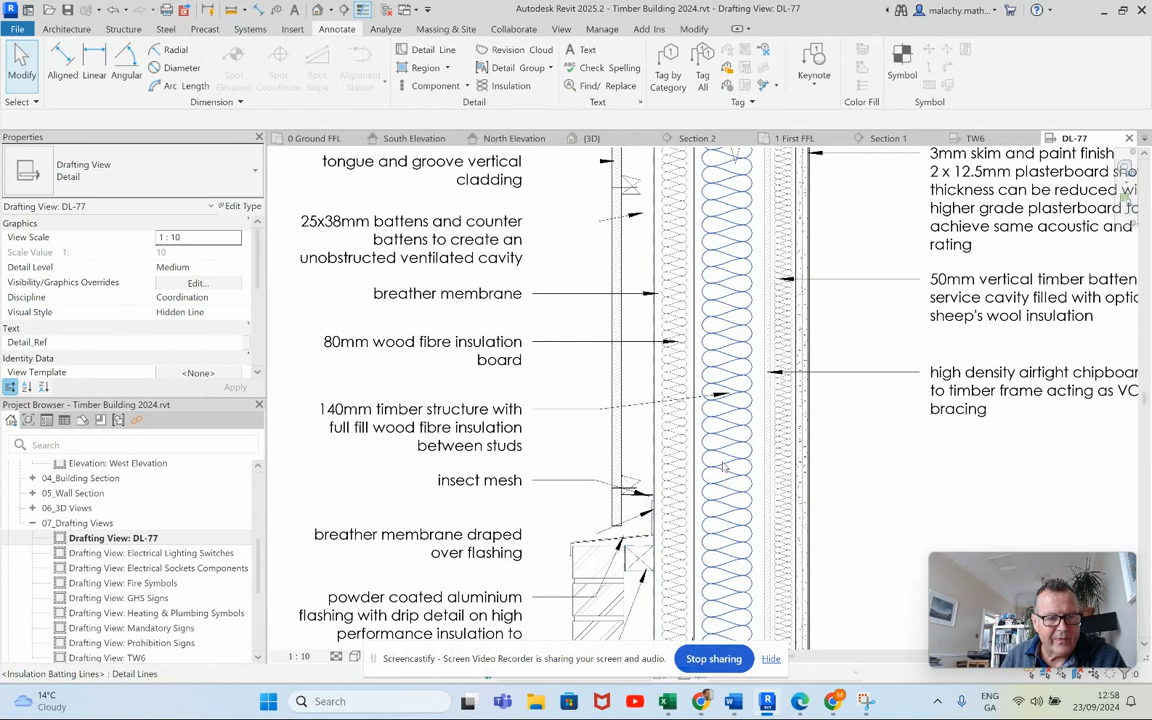 Autodesk Revit 2025.2 - Timber Building 2024.rvt - Drafting View: DL-77
malachy.math...
File Architecture Structure Steel Precast Systems Insert Annotate Analyze Massing & Site Collaborate View Manage Add-Ins Modify
Modify
Select
Aligned Linear Angular
Radial
Diameter
Arc Length
Spot Elevation
Spot Coordinate
Spot Slope
Alignment Station
Dimension
Detail Line
Region
Component
Revision Cloud
Detail Group
Insulation
Detail
Text
Check Spelling
Find/ Replace
Text
Tag by Category
Tag All
Tag
Keynote
Color Fill
Symbol
Symbol
Properties
Drafting View
Detail
Drafting View: DL-77
Edit Type
Graphics
View Scale 1 : 10
Scale Value 1: 10
Detail Level Medium
Visibility/Graphics Overrides Edit...
Discipline Coordination
Visual Style Hidden Line
Text
Detail_Ref
Identity Data
View Template <None>
Apply
Project Browser - Timber Building 2024.rvt
Search
Elevation: West Elevation
04_Building Section
05_Wall Section
06_3D Views
07_Drafting Views
Drafting View: DL-77
Drafting View: Electrical Lighting Switches
Drafting View: Electrical Sockets Components
Drafting View: Fire Symbols
Drafting View: GHS Signs
Drafting View: Heating & Plumbing Symbols
Drafting View: Mandatory Signs
Drafting View: Prohibition Signs
Drafting View: TW6
0 Ground FFL South Elevation North Elevation {3D} Section 2 1 First FFL Section 1 TW6 DL-77
tongue and groove vertical
cladding
25x38mm battens and counter
battens to create an
unobstructed ventilated cavity
breather membrane
80mm wood fibre insulation
board
140mm timber structure with
full fill wood fibre insulation
between studs
insect mesh
breather membrane draped
over flashing
powder coated aluminium
flashing with drip detail on high
performance insulation to
3mm skim and paint finish
2 x 12.5mm plasterboard
thickness can be reduced
higher grade plasterboard
achieve same acoustic and
rating
50mm vertical timber batten
service cavity filled with
sheep's wool insulation
high density airtight chipboar
to timber frame acting as VC
bracing
1 : 10
Screencastify - Screen Video Recorder is sharing your screen and audio.
Stop sharing
Hide
<Insulation Batting Lines> : Detail Lines
:0
14°C
Cloudy
Search
ENG
GA
12:58
23/09/2024